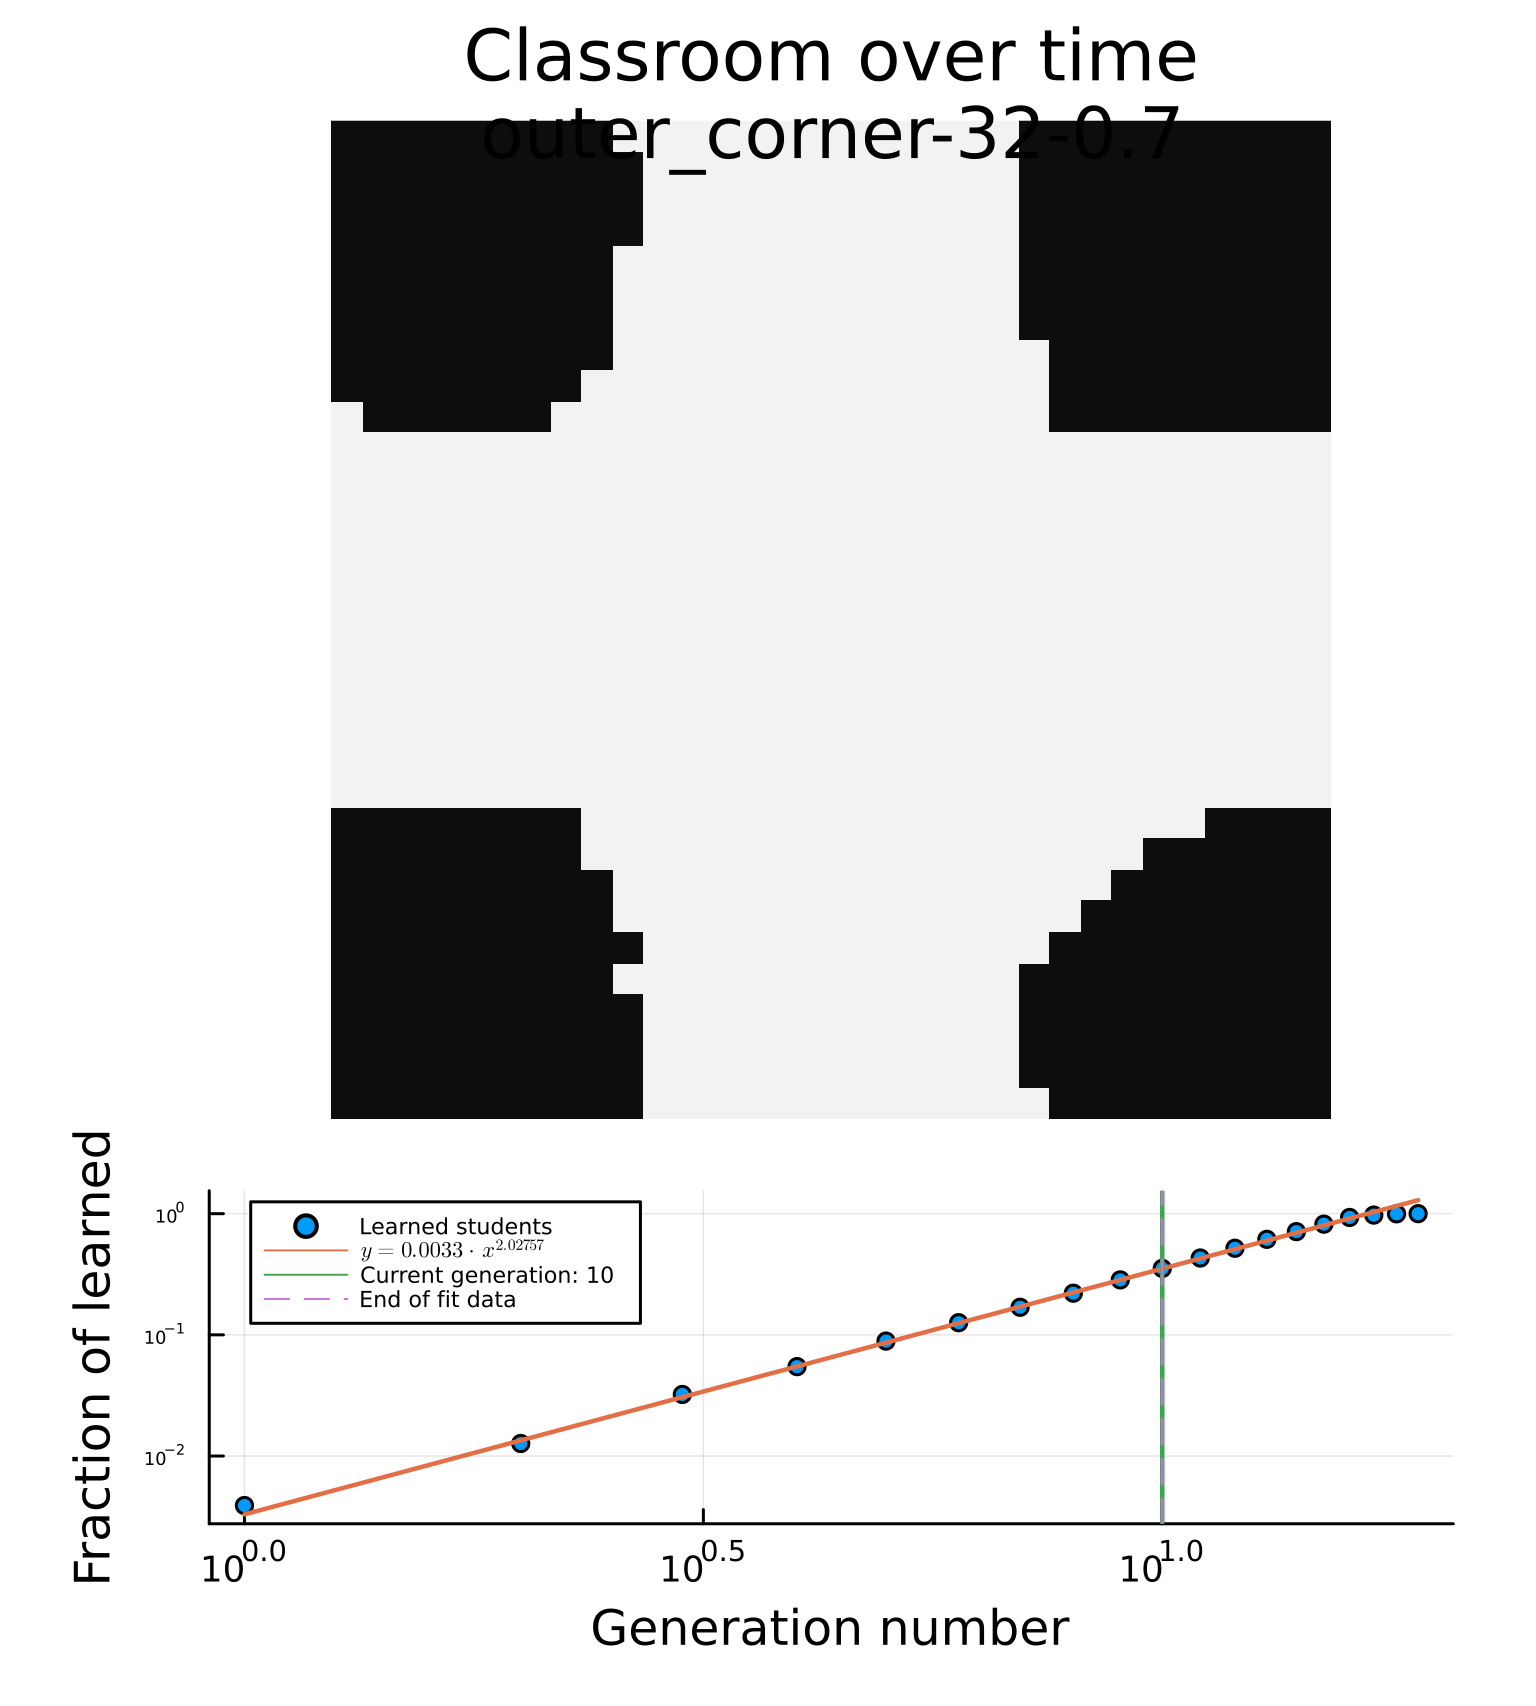 Classroom over time
outer_corner-32-0.7
Fraction of learned
10⁰
10⁻¹
10⁻²
Learned students
y = 0.0033 · x^2.02757
Current generation: 10
End of fit data
10^0.0
10^0.5
10^1.0
Generation number